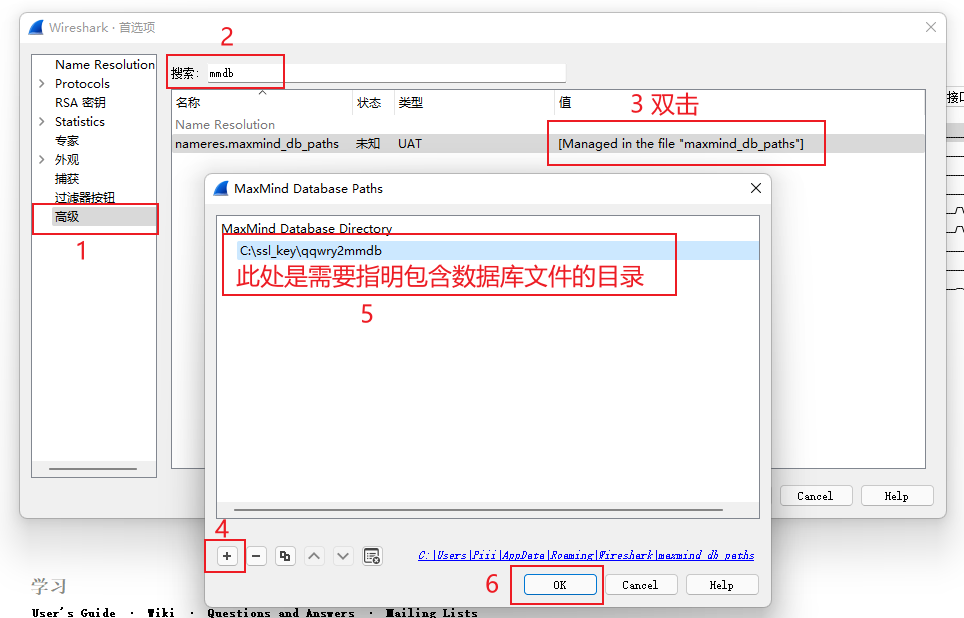 Wireshark · 首选项
2
Name Resolution
Protocols
RSA 密钥
Statistics
专家
外观
捕获
过滤器按钮
高级
1
搜索: mmdb
名称 状态 类型 值
3 双击
接口
Name Resolution
nameres.maxmind_db_paths 未知 UAT [Managed in the file "maxmind_db_paths"]
MaxMind Database Paths
MaxMind Database Directory
C:\ssl_key\qqwry2mmdb
此处是需要指明包含数据库文件的目录
5
Cancel Help
4
C:\Users\Piii\AppData\Roaming\Wireshark\maxmind_db_paths
6
OK Cancel Help
学习
User's Guide · Wiki · Questions and Answers · Mailing Lists